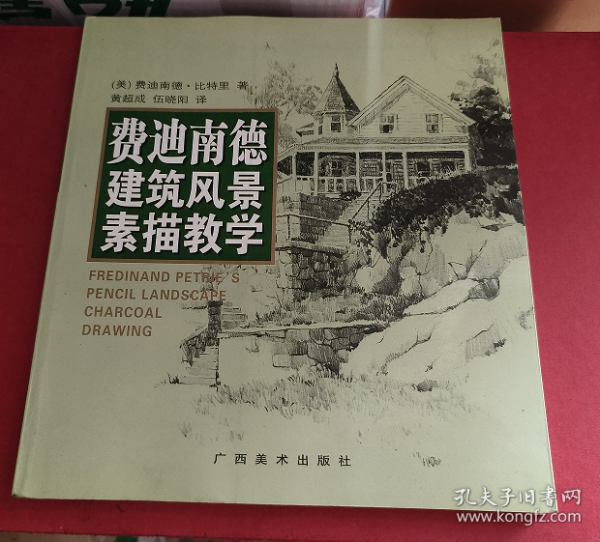 (美) 费迪南德·比特里 著
黄超成 伍晓阳 译
费迪南德
建筑风景
素描教学
FREDINAND PETRIE'S
PENCIL LANDSCAPE
CHARCOAL
DRAWING
广西美术出版社
孔夫子旧书网
www.kongfz.com